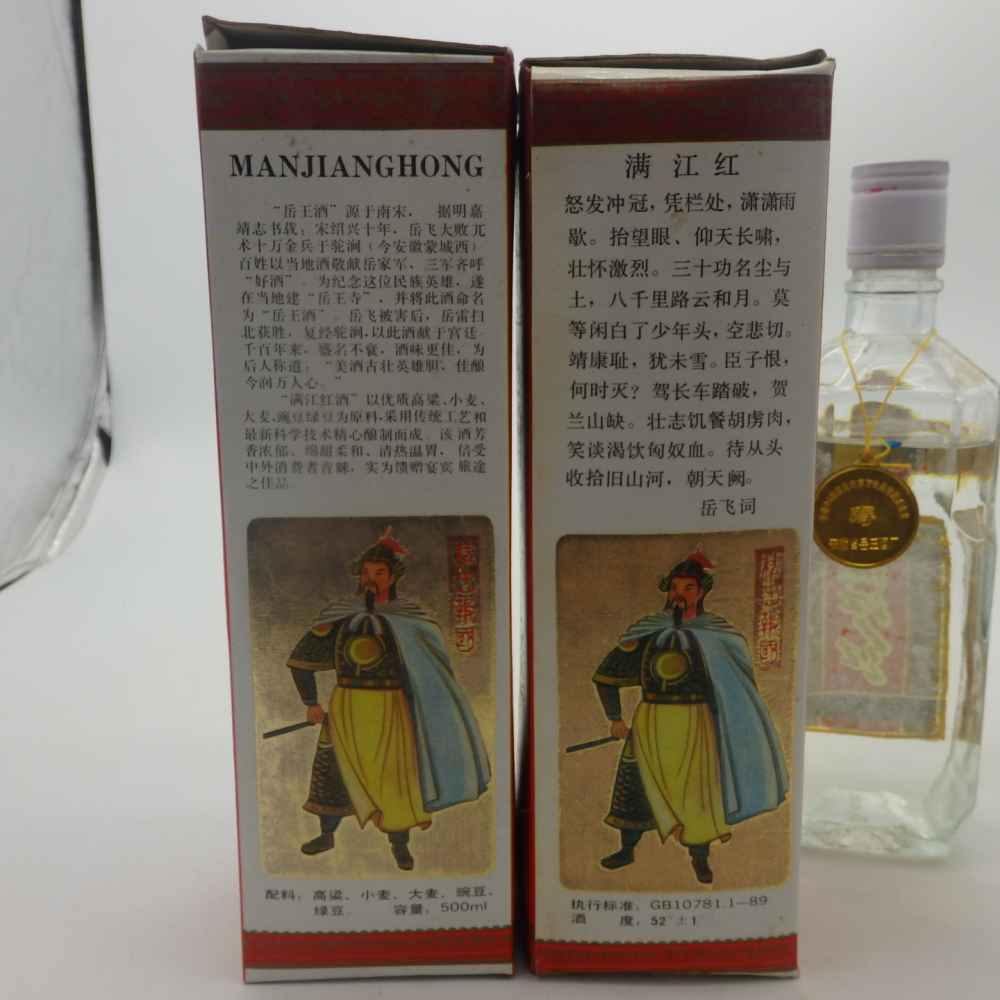 MANJIANGHONG
“岳王酒”源于南宋， 据明嘉
靖志书载：宋绍兴十年，岳飞大败兀
术十万金兵于驼涧（今安徽蒙城西）
百姓以当地酒敬献岳家军，三军齐呼
“好酒”。为纪念这位民族英雄，遂
在当地建“岳王寺”，并将此酒命名
为“岳王酒”。岳飞被害后，岳雷扫
北获胜，复经驼涧，以此酒献于宫廷
千百年来，盛名不衰，酒味更佳，为
后人称道：“美酒古壮英雄胆，佳酿
今润万人心。”
“满江红酒”以优质高粱、小麦、
大麦、豌豆绿豆为原料，采用传统工艺和
最新科学技术精心酿制而成。该酒芳
香浓郁、绵甜柔和、清热温胃，倍受
中外消费者青睐，实为馈赠宴宾旅途
之佳品
配料：高梁、小麦、大麦、豌豆、
绿豆 容量：500ml
满江红
怒发冲冠，凭栏处，潇潇雨
歇。抬望眼、仰天长啸，
壮怀激烈。三十功名尘与
土，八千里路云和月。莫
等闲白了少年头，空悲切。
靖康耻，犹未雪。臣子恨，
何时灭？驾长车踏破，贺
兰山缺。壮志饥餐胡虏肉，
笑谈渴饮匈奴血。待从头
收拾旧山河，朝天阙。
岳飞词
执行标准：GB10781.1—89
酒 度：52°±1°